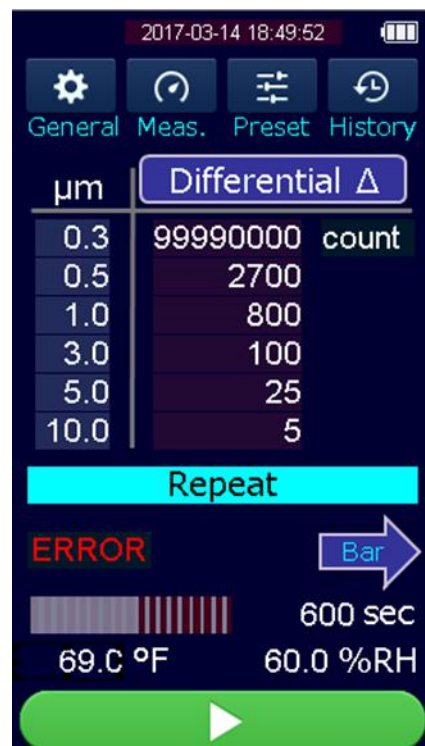 2017-03-14 18:49:52
General Meas. Preset History
µm Differential Δ
0.3 99990000 count
0.5 2700
1.0 800
3.0 100
5.0 25
10.0 5
Repeat
ERROR Bar
600 sec
69.0 ºF 60.0 %RH